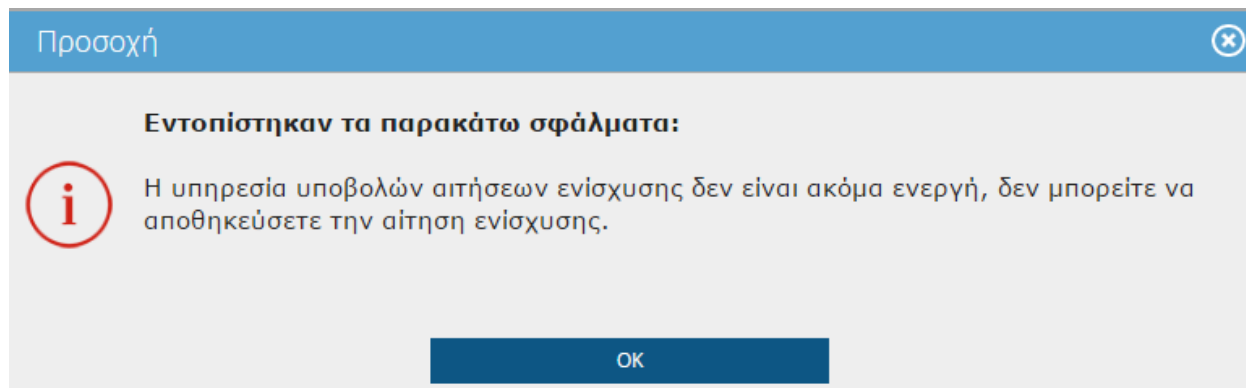 Προσοχή
Εντοπίστηκαν τα παρακάτω σφάλματα:
Η υπηρεσία υποβολών αιτήσεων ενίσχυσης δεν είναι ακόμα ενεργή, δεν μπορείτε να
αποθηκεύσετε την αίτηση ενίσχυσης.
OK